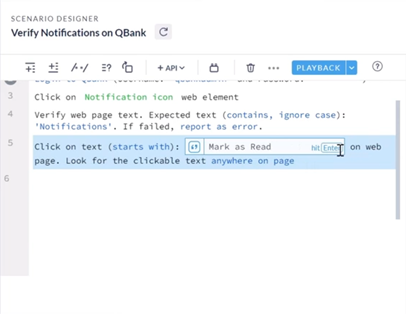 SCENARIO DESIGNER
Verify Notifications on QBank
+ API
PLAYBACK
3 Click on Notification icon web element
4 Verify web page text. Expected text (contains, ignore case):
'Notifications'. If failed, report as error.
5 Click on text (starts with): Mark as Read hit Enter on web
page. Look for the clickable text anywhere on page
6